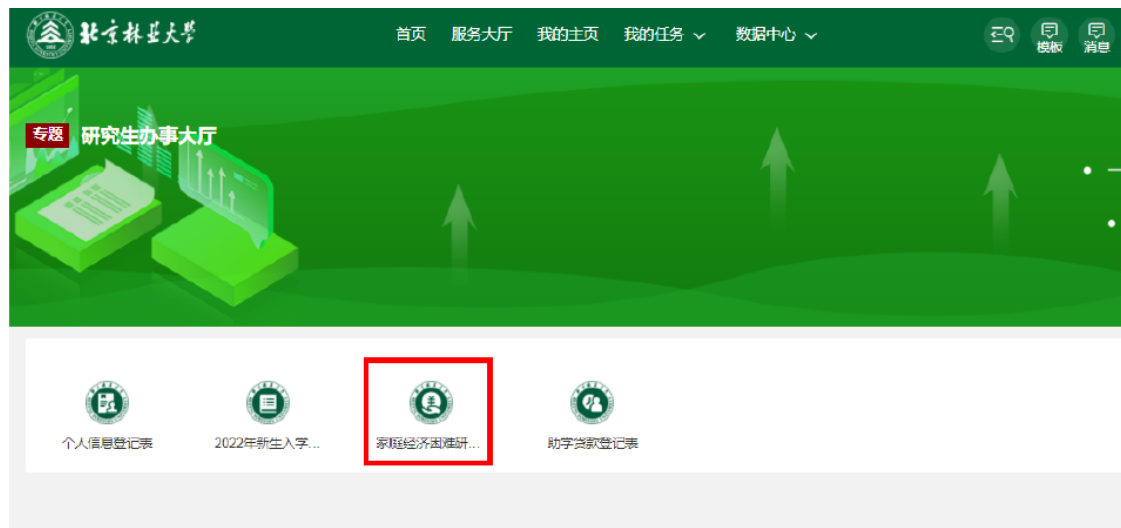 北京林业大学
首页 服务大厅 我的主页 我的任务 数据中心
模板 消息
专题 研究生办事大厅
个人信息登记表 2022年新生入学... 家庭经济困难研... 助学贷款登记表